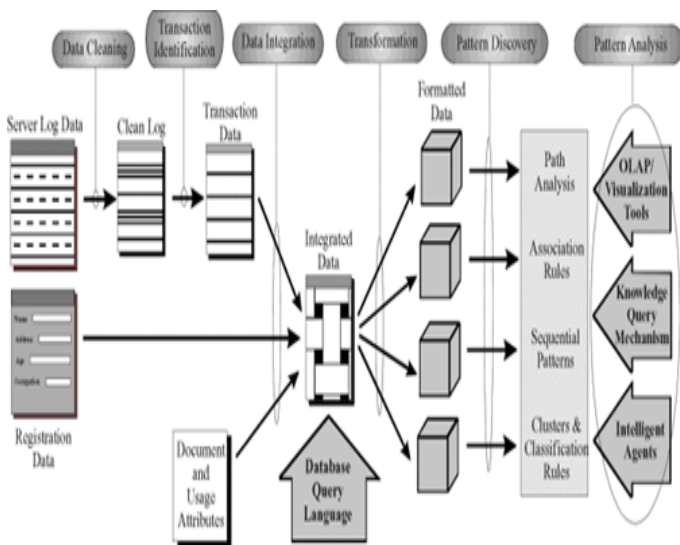 Data Cleaning
Transaction
Identification
Data Integration
Transformation
Pattern Discovery
Pattern Analysis
Server Log Data
Clean Log
Transaction
Data
Formatted
Data
Integrated
Data
Path
Analysis
Association
Rules
Sequential
Patterns
Clusters &
Classification
Rules
OLAP/
Visualization
Tools
Knowledge
Query
Mechanism
Intelligent
Agents
Name
Address
Age
Occupation
Registration
Data
Document
and
Usage
Attributes
Database
Query
Language